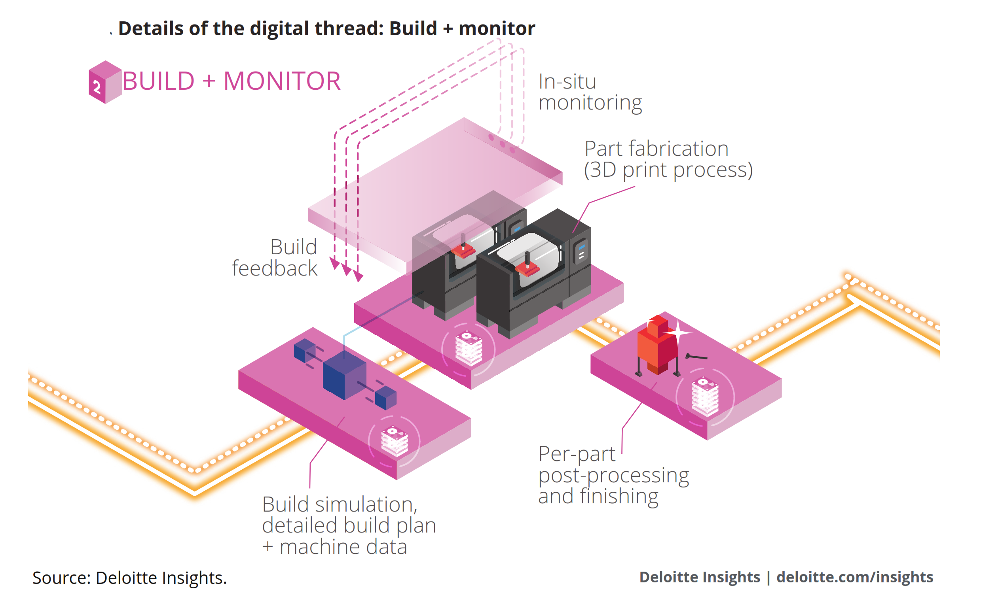 . Details of the digital thread: Build + monitor
2
BUILD + MONITOR
In-situ
monitoring
Part fabrication
(3D print process)
Build
feedback
Per-part
post-processing
and finishing
Build simulation,
detailed build plan
+ machine data
Source: Deloitte Insights.
Deloitte Insights | deloitte.com/insights